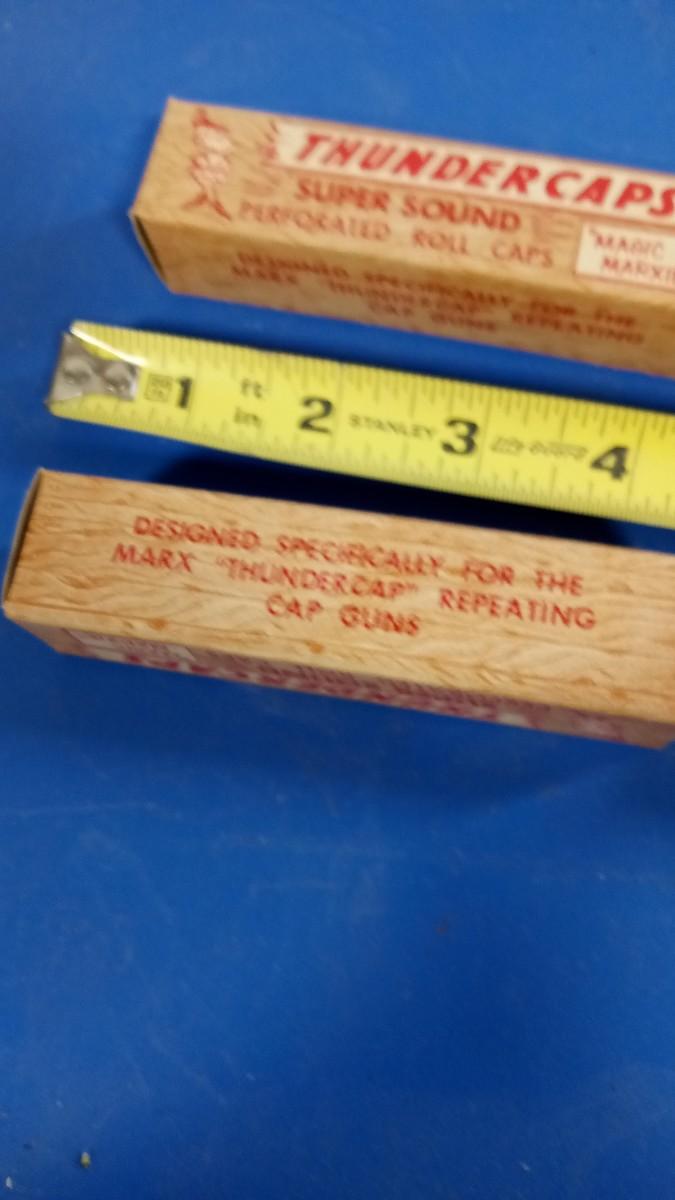 THUNDERCAPS
SUPER SOUND
PERFORATED ROLL CAPS
"MAGIC
MARXIE
DESIGNED SPECIFICALLY FOR THE
MARX "THUNDERCAP" REPEATING
CAP GUNS
1 ft in 2 STANLEY 3 4
DESIGNED SPECIFICALLY FOR THE
MARX "THUNDERCAP" REPEATING
CAP GUNS